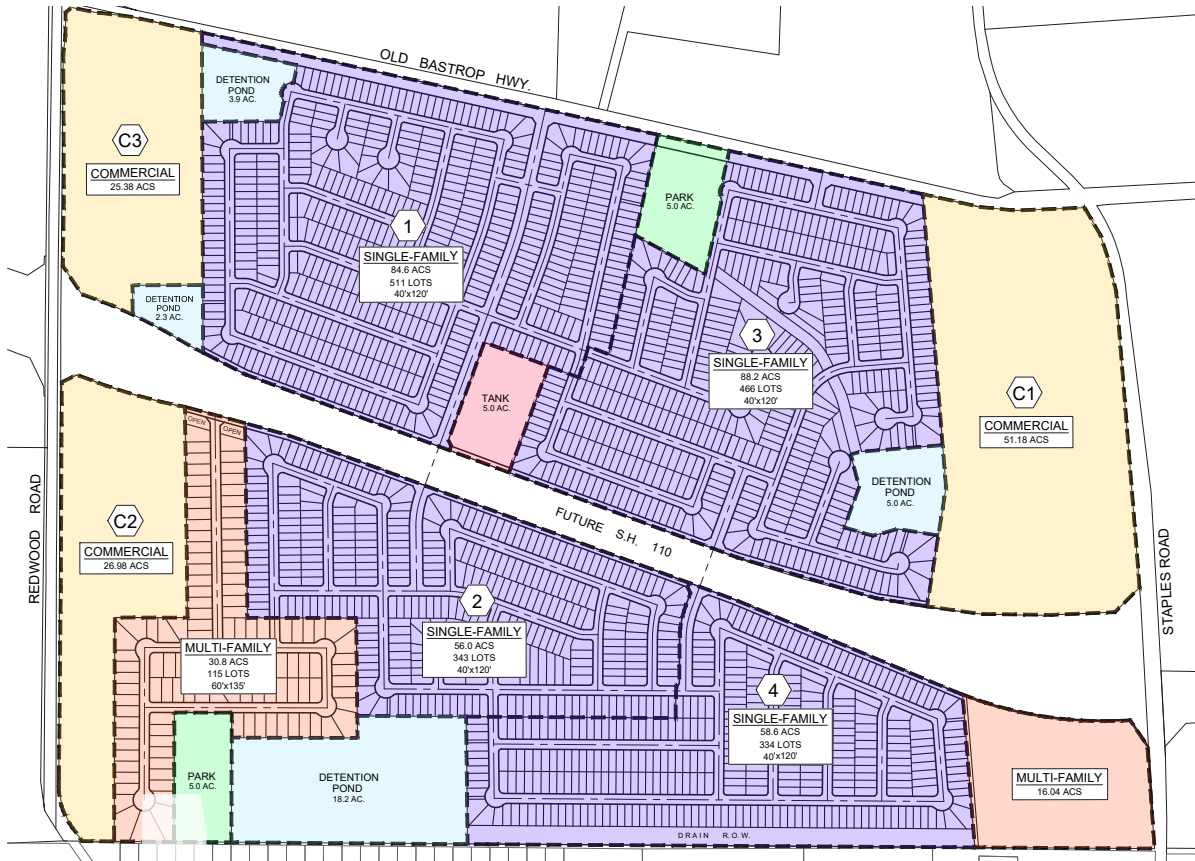 OLD BASTROP HWY.
DETENTION
POND
3.9 AC.
C3
COMMERCIAL
25.38 ACS
PARK
5.0 AC.
1
SINGLE-FAMILY
84.6 ACS
511 LOTS
40'x120'
DETENTION
POND
2.3 AC.
3
SINGLE-FAMILY
88.2 ACS
466 LOTS
40'x120'
C1
COMMERCIAL
51.18 ACS
TANK
5.0 AC.
OPEN
OPEN
DETENTION
POND
5.0 AC.
REDWOOD ROAD
C2
COMMERCIAL
26.98 ACS
FUTURE S.H. 110
STAPLES ROAD
2
SINGLE-FAMILY
56.0 ACS
343 LOTS
40'x120'
MULTI-FAMILY
30.8 ACS
115 LOTS
60'x135'
4
SINGLE-FAMILY
58.6 ACS
334 LOTS
40'x120'
PARK
5.0 AC.
DETENTION
POND
18.2 AC.
MULTI-FAMILY
16.04 ACS
DRAIN R.O.W.